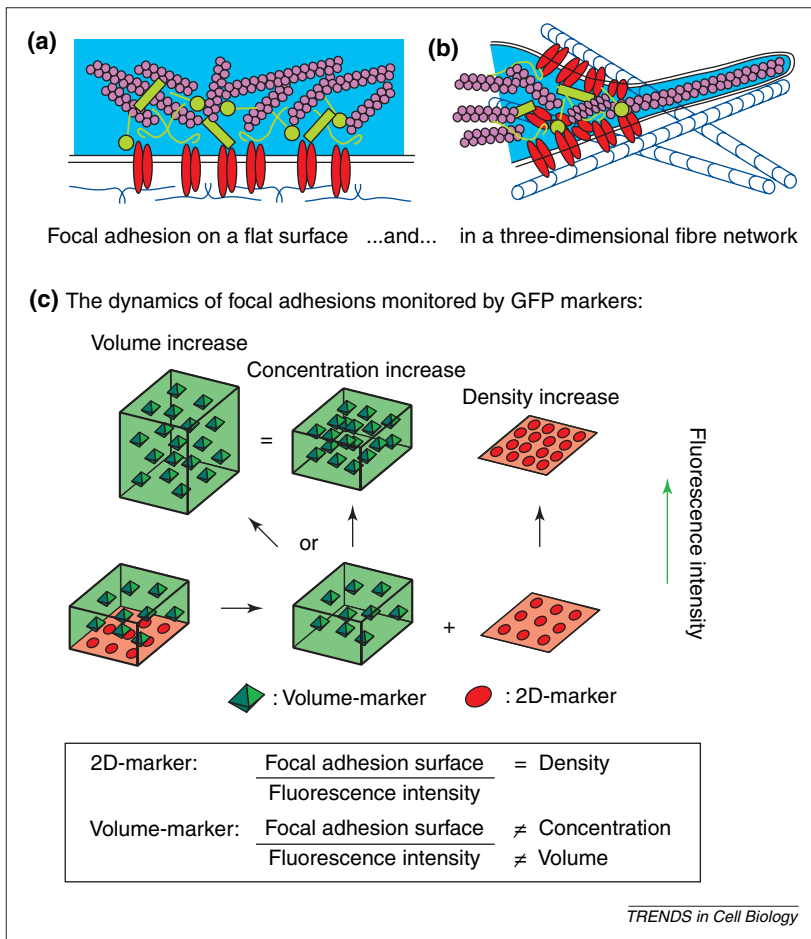 (a)
(b)
Focal adhesion on a flat surface ...and... in a three-dimensional fibre network
(c) The dynamics of focal adhesions monitored by GFP markers:
Volume increase
Concentration increase
Density increase
=
or
+
Fluorescence intensity
: Volume-marker : 2D-marker
2D-marker: Focal adhesion surface = Density
Fluorescence intensity
Volume-marker: Focal adhesion surface ≠ Concentration
Fluorescence intensity ≠ Volume
TRENDS in Cell Biology